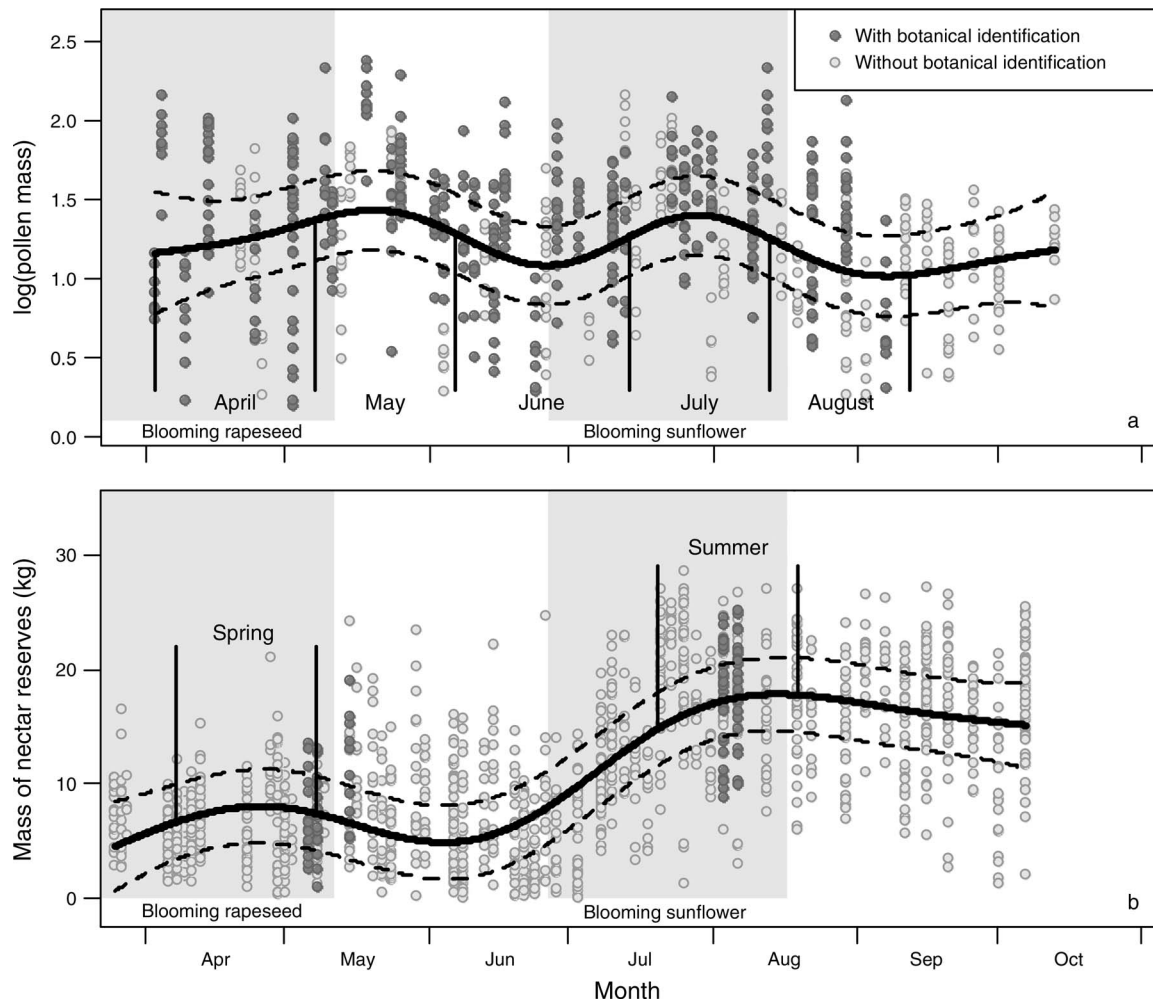 With botanical identification
Without botanical identification
log(pollen mass)
2.5
2.0
1.5
1.0
0.5
0.0
April May June July August
Blooming rapeseed Blooming sunflower
a
Mass of nectar reserves (kg)
30
20
10
0
Spring
Summer
Blooming rapeseed Blooming sunflower
b
Apr May Jun Jul Aug Sep Oct
Month